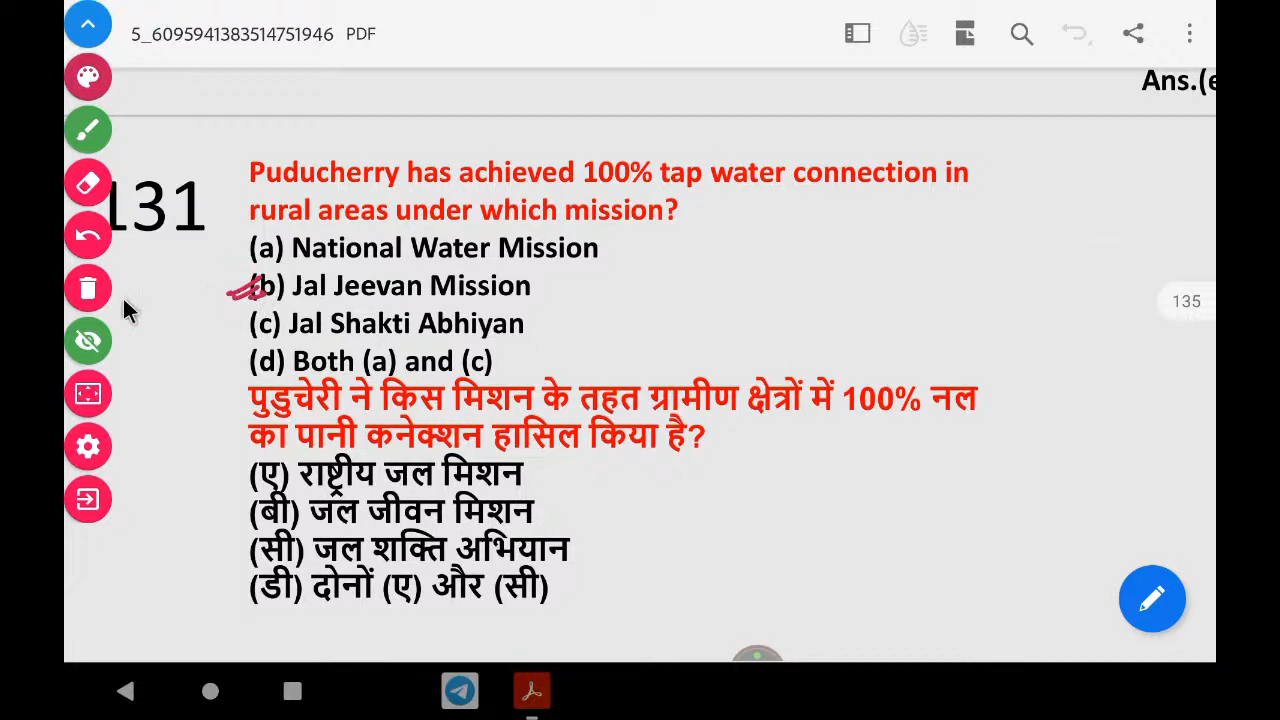 5_6095941383514751946 PDF
Ans.(e
131
Puducherry has achieved 100% tap water connection in
rural areas under which mission?
(a) National Water Mission
(b) Jal Jeevan Mission
(c) Jal Shakti Abhiyan
(d) Both (a) and (c)
135
पुडुचेरी ने किस मिशन के तहत ग्रामीण क्षेत्रों में 100% नल
का पानी कनेक्शन हासिल किया है?
(ए) राष्ट्रीय जल मिशन
(बी) जल जीवन मिशन
(सी) जल शक्ति अभियान
(डी) दोनों (ए) और (सी)